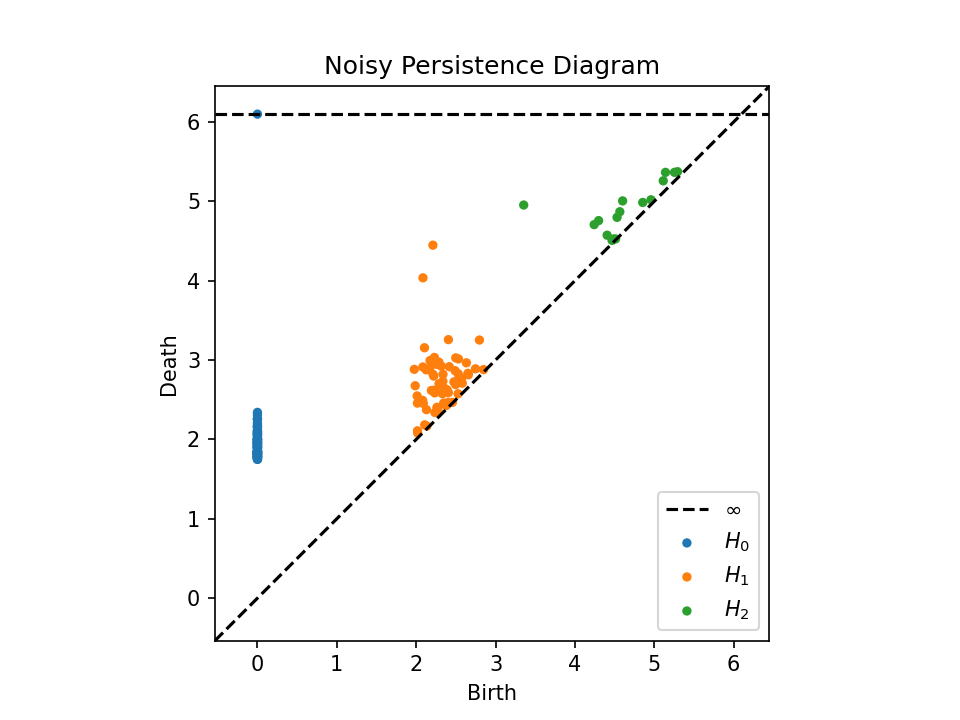 Noisy Persistence Diagram
Death
6
5
4
3
2
1
0
0 1 2 3 4 5 6
Birth
∞
H₀
H₁
H₂